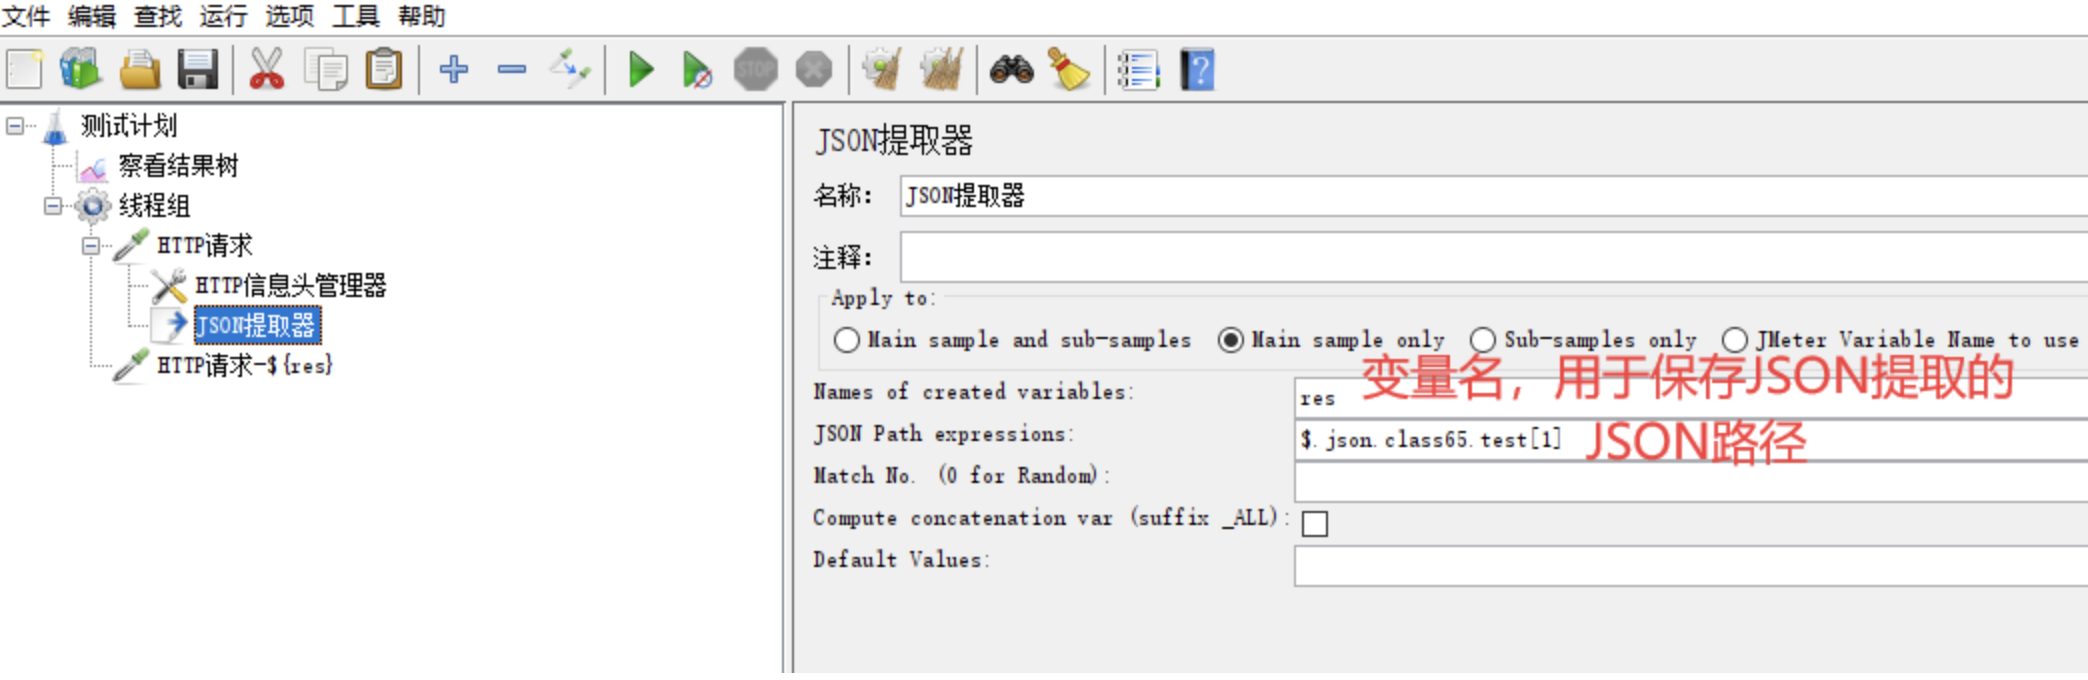 文件 编辑 查找 运行 选项 工具 帮助
STOP
?
测试计划
察看结果树
线程组
HTTP请求
HTTP信息头管理器
JSON提取器
HTTP请求-${res}
JSON提取器
名称: JSON提取器
注释:
Apply to:
Main sample and sub-samples Main sample only Sub-samples only JMeter Variable Name to use
变量名，用于保存JSON提取的
Names of created variables: res
JSON Path expressions: $.json.class65.test[1] JSON路径
Match No. (0 for Random):
Compute concatenation var (suffix _ALL):
Default Values: